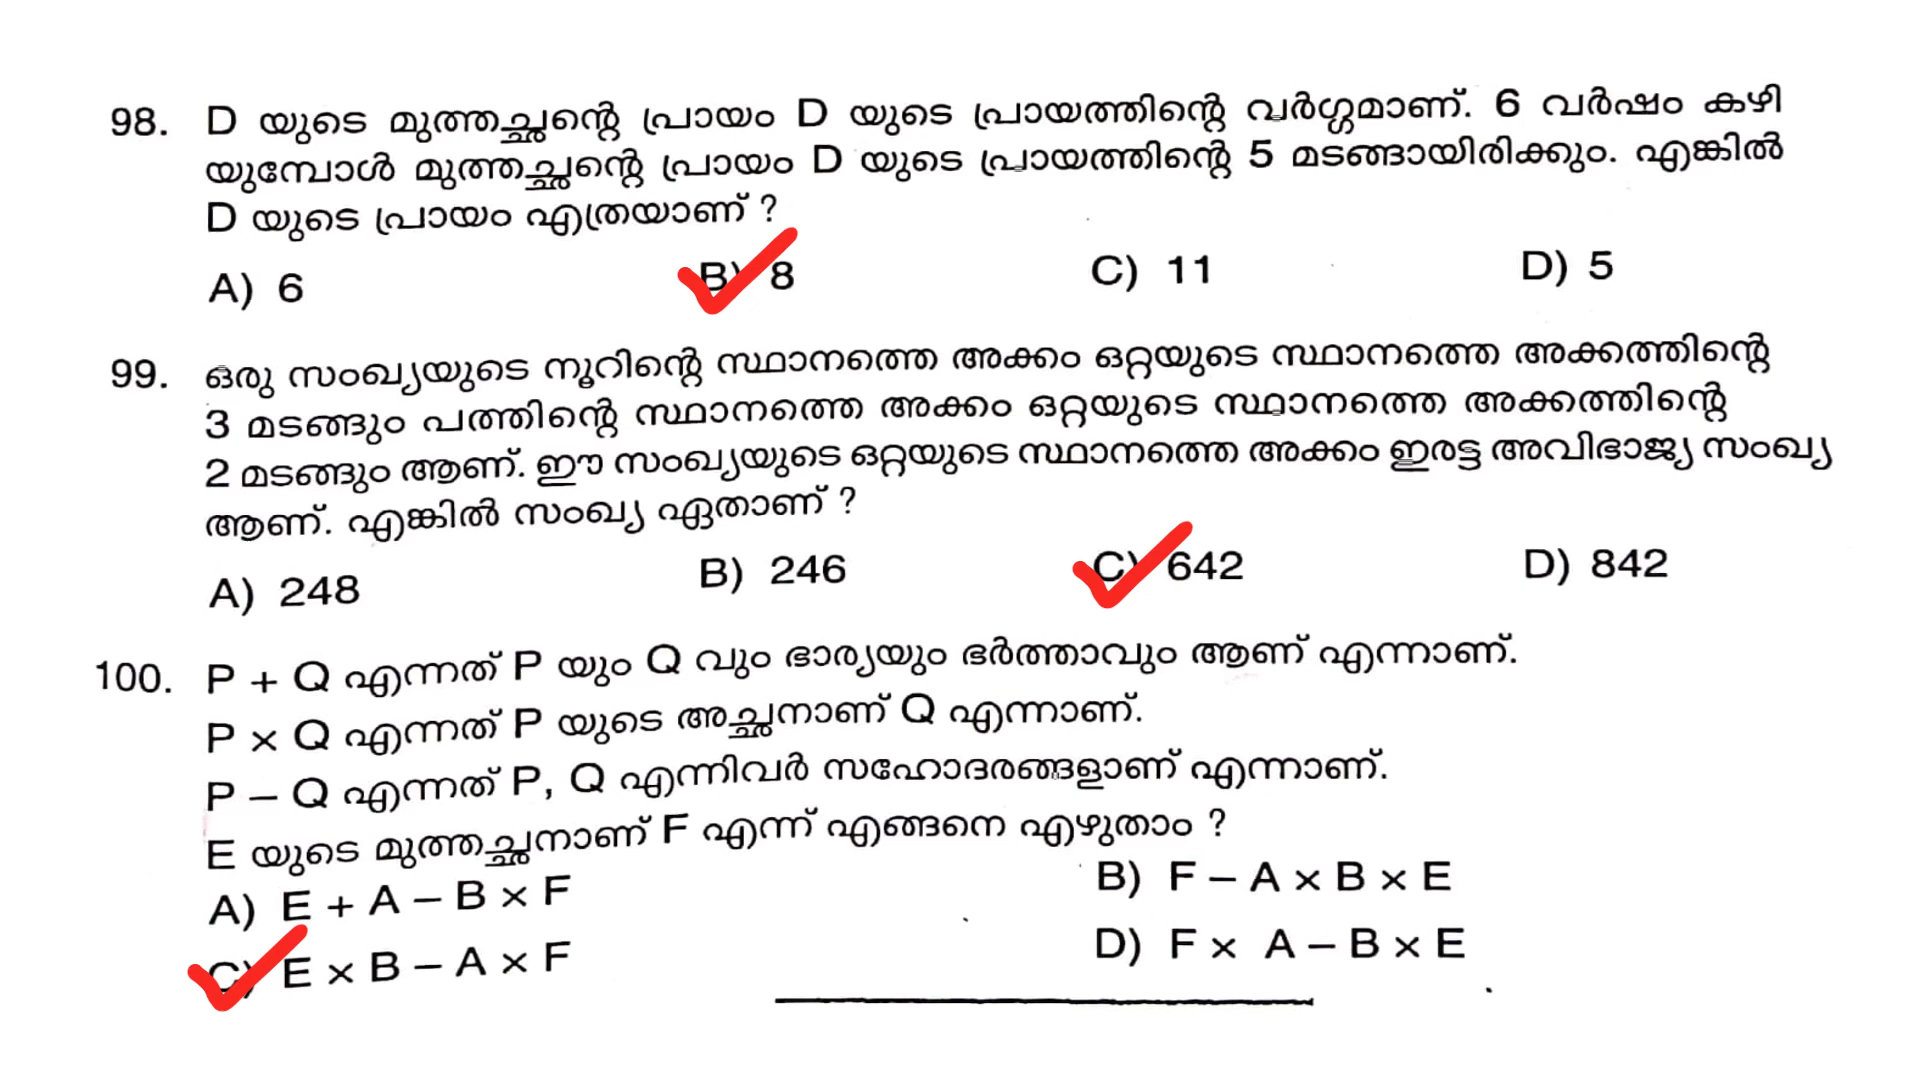 98. D യുടെ മുത്തച്ഛന്റെ പ്രായം D യുടെ പ്രായത്തിന്റെ വർഗ്ഗമാണ്. 6 വർഷം കഴി
യുമ്പോൾ മുത്തച്ഛന്റെ പ്രായം D യുടെ പ്രായത്തിന്റെ 5 മടങ്ങായിരിക്കും. എങ്കിൽ
D യുടെ പ്രായം എത്രയാണ് ?
A) 6 B) 8 C) 11 D) 5
99. ഒരു സംഖ്യയുടെ നൂറിന്റെ സ്ഥാനത്തെ അക്കം ഒറ്റയുടെ സ്ഥാനത്തെ അക്കത്തിന്റെ
3 മടങ്ങും പത്തിന്റെ സ്ഥാനത്തെ അക്കം ഒറ്റയുടെ സ്ഥാനത്തെ അക്കത്തിന്റെ
2 മടങ്ങും ആണ്. ഈ സംഖ്യയുടെ ഒറ്റയുടെ സ്ഥാനത്തെ അക്കം ഇരട്ട അവിഭാജ്യ സംഖ്യ
ആണ്. എങ്കിൽ സംഖ്യ ഏതാണ് ?
A) 248 B) 246 C) 642 D) 842
100. P + Q എന്നത് P യും Q വും ഭാര്യയും ഭർത്താവും ആണ് എന്നാണ്.
P × Q എന്നത് P യുടെ അച്ഛനാണ് Q എന്നാണ്.
P – Q എന്നത് P, Q എന്നിവർ സഹോദരങ്ങളാണ് എന്നാണ്.
E യുടെ മുത്തച്ഛനാണ് F എന്ന് എങ്ങനെ എഴുതാം ?
A) E + A – B × F B) F – A × B × E
C) E × B – A × F D) F × A – B × E